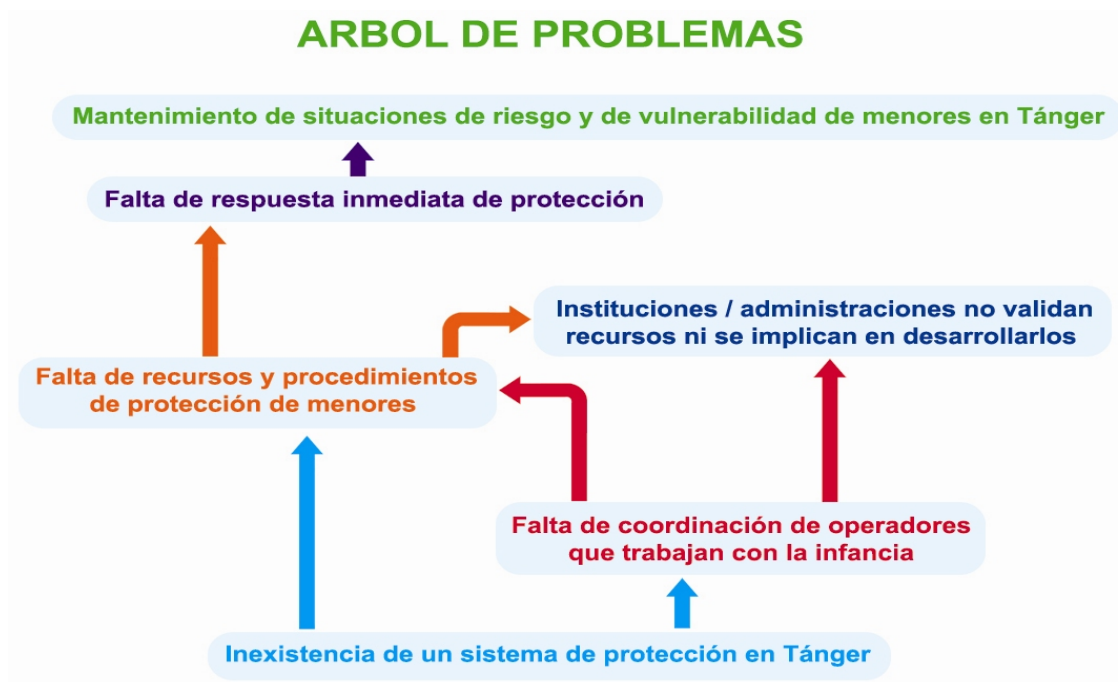 ARBOL DE PROBLEMAS
Mantenimiento de situaciones de riesgo y de vulnerabilidad de menores en Tánger
Falta de respuesta inmediata de protección
Instituciones / administraciones no validan
recursos ni se implican en desarrollarlos
Falta de recursos y procedimientos
de protección de menores
Falta de coordinación de operadores
que trabajan con la infancia
Inexistencia de un sistema de protección en Tánger